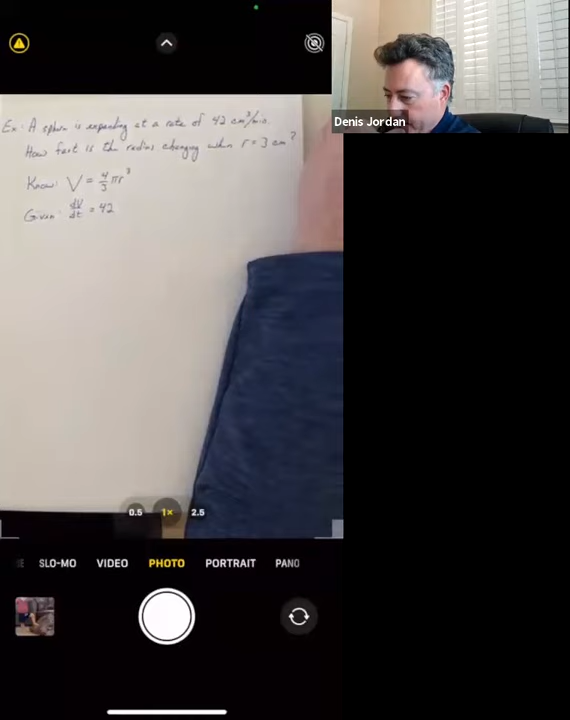 Ex: A sphere is expanding at a rate of 42 cm³/min.
How fast is the radius changing when r = 3 cm?
Know: V = 4/3 πr³
Given: dV/dt = 42
Denis Jordan
0.5 1× 2.5
SLO-MO VIDEO PHOTO PORTRAIT PANO